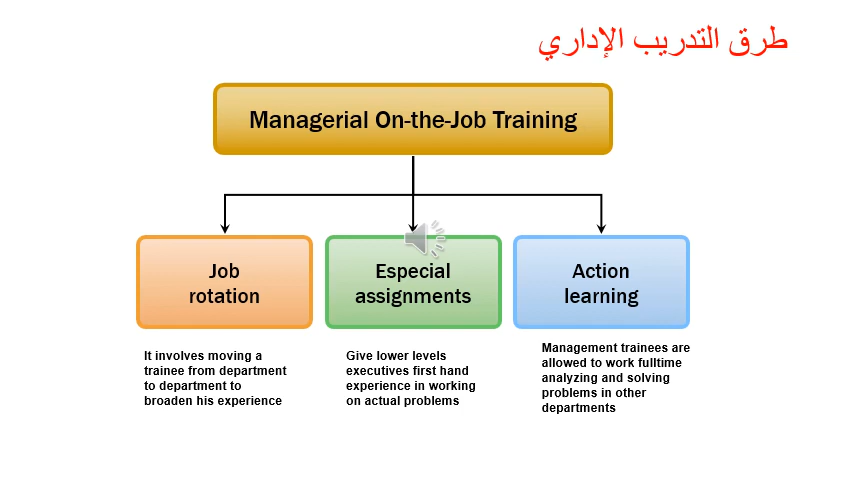 طرق التدريب الإداري
Managerial On-the-Job Training
Job
rotation
Especial
assignments
Action
learning
It involves moving a
trainee from department
to department to
broaden his experience
Give lower levels
executives first hand
experience in working
on actual problems
Management trainees are
allowed to work fulltime
analyzing and solving
problems in other
departments